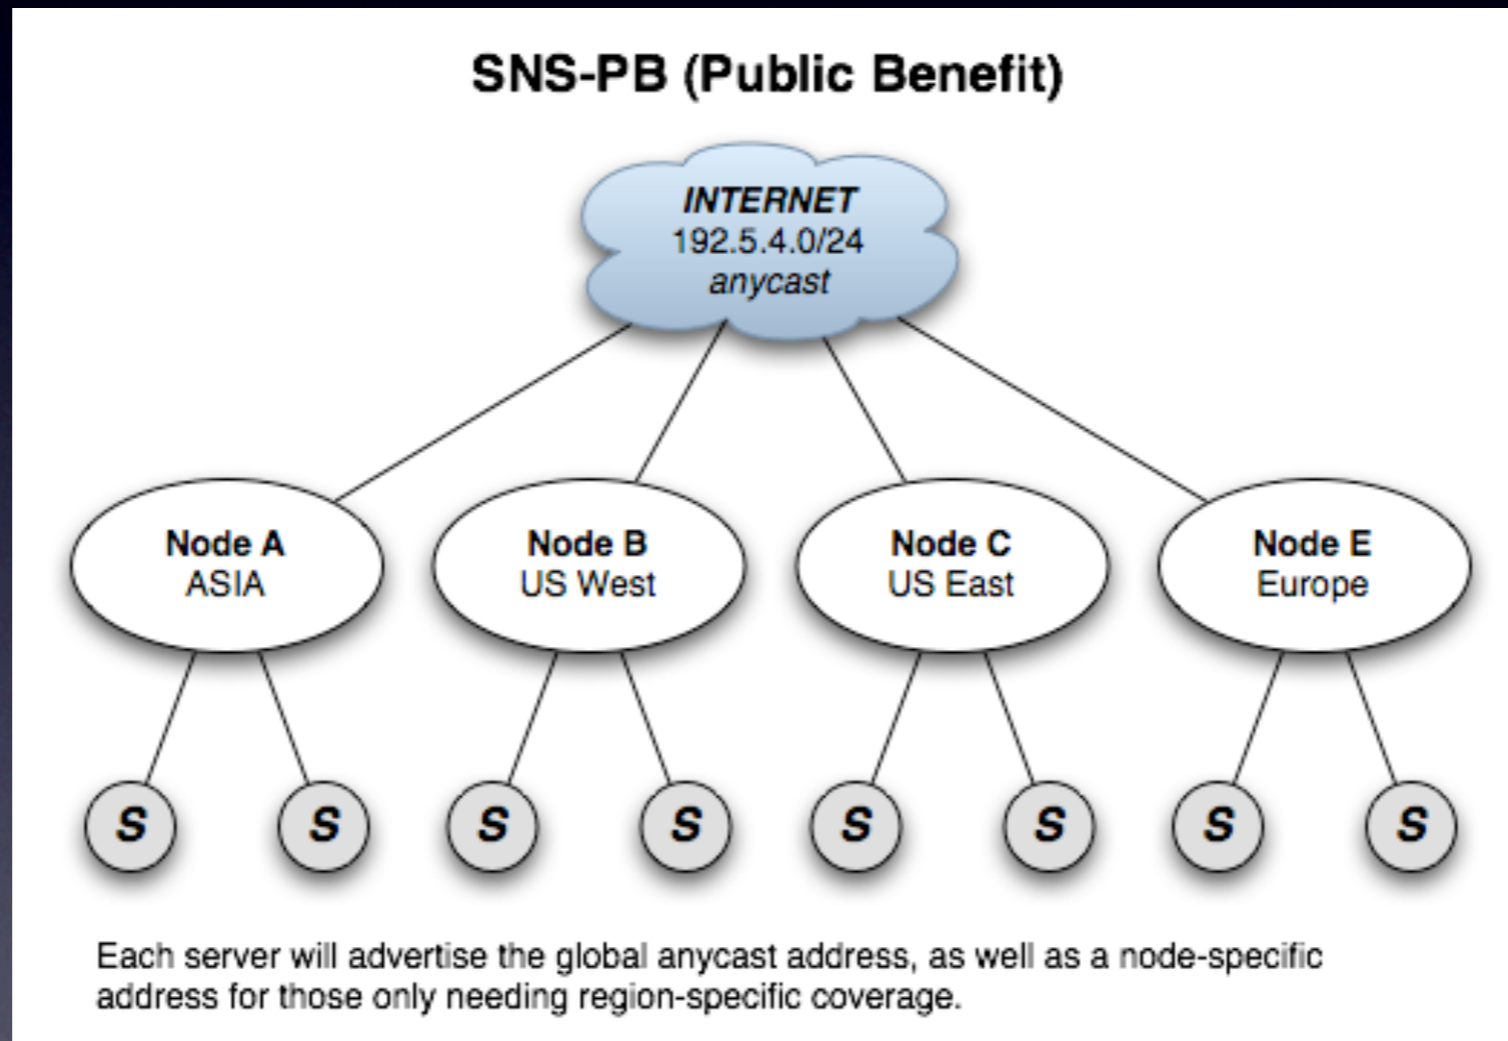 SNS-PB (Public Benefit)
INTERNET
192.5.4.0/24
anycast
Node A
ASIA
Node B
US West
Node C
US East
Node E
Europe
S S S S S S S S
Each server will advertise the global anycast address, as well as a node-specific
address for those only needing region-specific coverage.